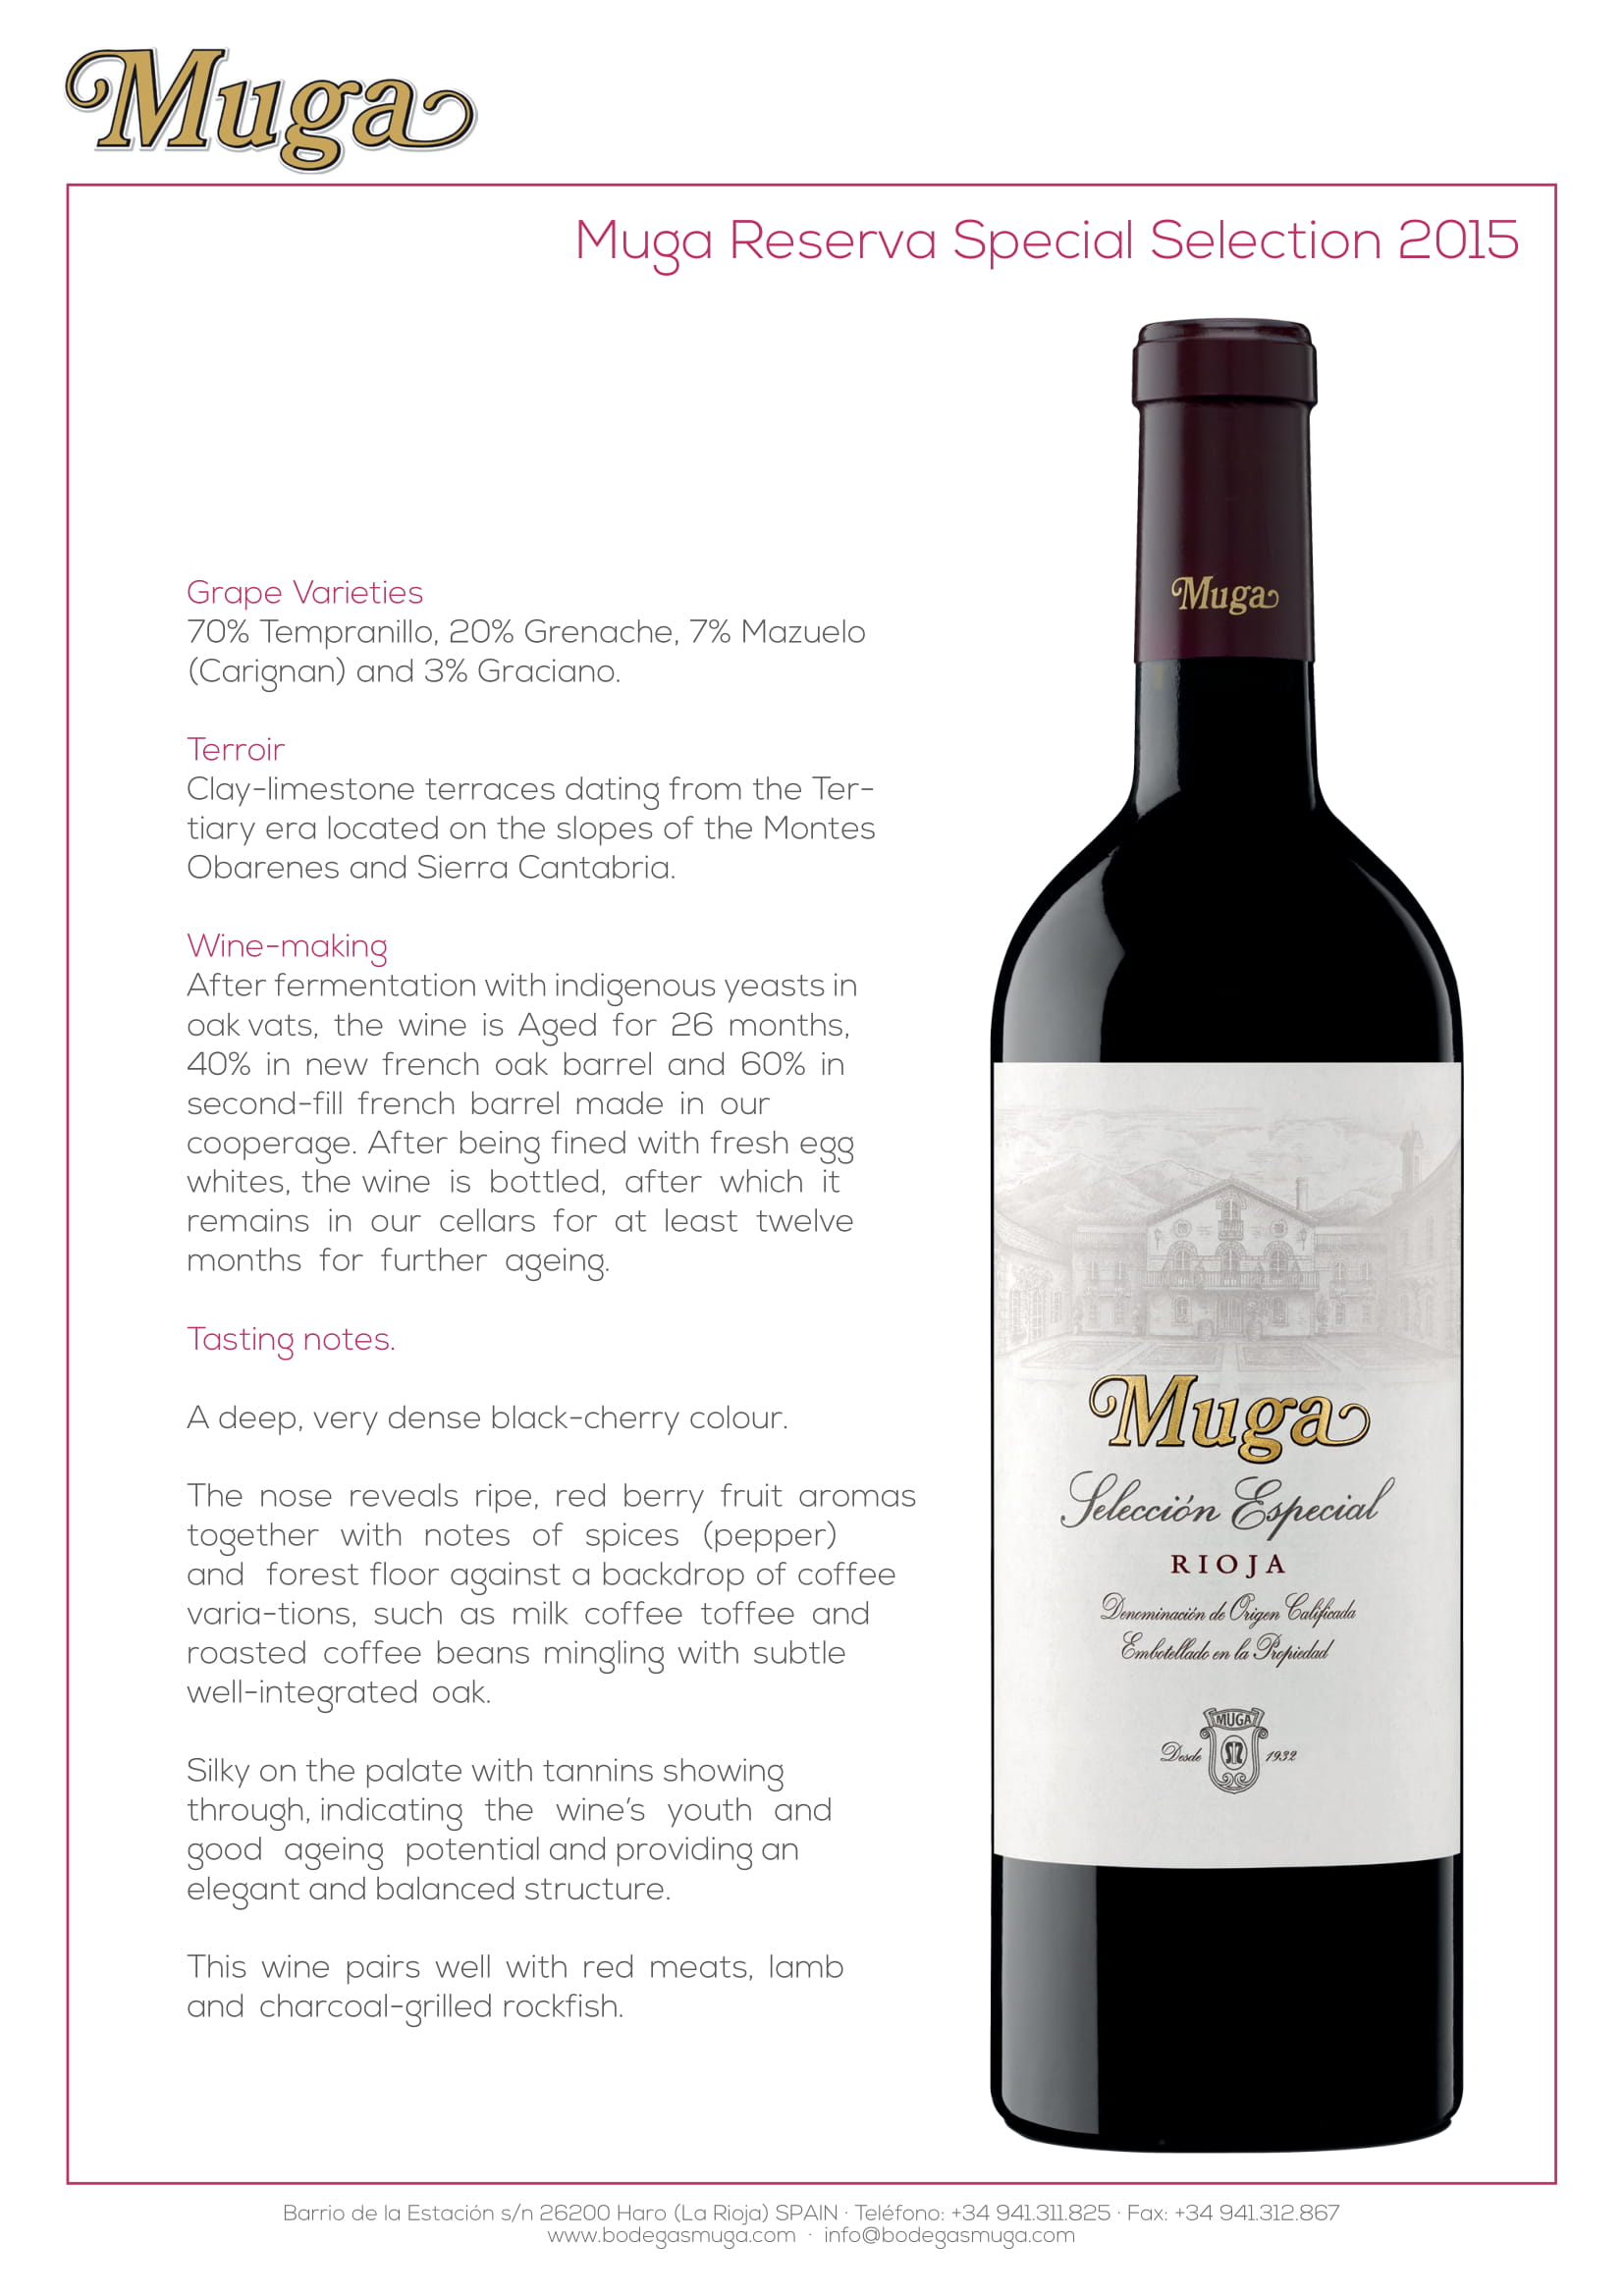 Muga
Muga Reserva Special Selection 2015
Grape Varieties
70% Tempranillo, 20% Grenache, 7% Mazuelo
(Carignan) and 3% Graciano.
Terroir
Clay-limestone terraces dating from the Ter-
tiary era located on the slopes of the Montes
Obarenes and Sierra Cantabria.
Wine-making
After fermentation with indigenous yeasts in
oak vats, the wine is Aged for 26 months,
40% in new french oak barrel and 60% in
second-fill french barrel made in our
cooperage. After being fined with fresh egg
whites, the wine is bottled, after which it
remains in our cellars for at least twelve
months for further ageing.
Tasting notes.
A deep, very dense black-cherry colour.
The nose reveals ripe, red berry fruit aromas
together with notes of spices (pepper)
and forest floor against a backdrop of coffee
varia-tions, such as milk coffee toffee and
roasted coffee beans mingling with subtle
well-integrated oak.
Silky on the palate with tannins showing
through, indicating the wine's youth and
good ageing potential and providing an
elegant and balanced structure.
This wine pairs well with red meats, lamb
and charcoal-grilled rockfish.
Muga
Muga
Selección Especial
RIOJA
Denominación de Origen Calificada
Embotellado en la Propiedad
MUGA
Desde 1932
Barrio de la Estación s/n 26200 Haro (La Rioja) SPAIN · Teléfono: +34 941.311.825 · Fax: +34 941.312.867
www.bodegasmuga.com · info@bodegasmuga.com